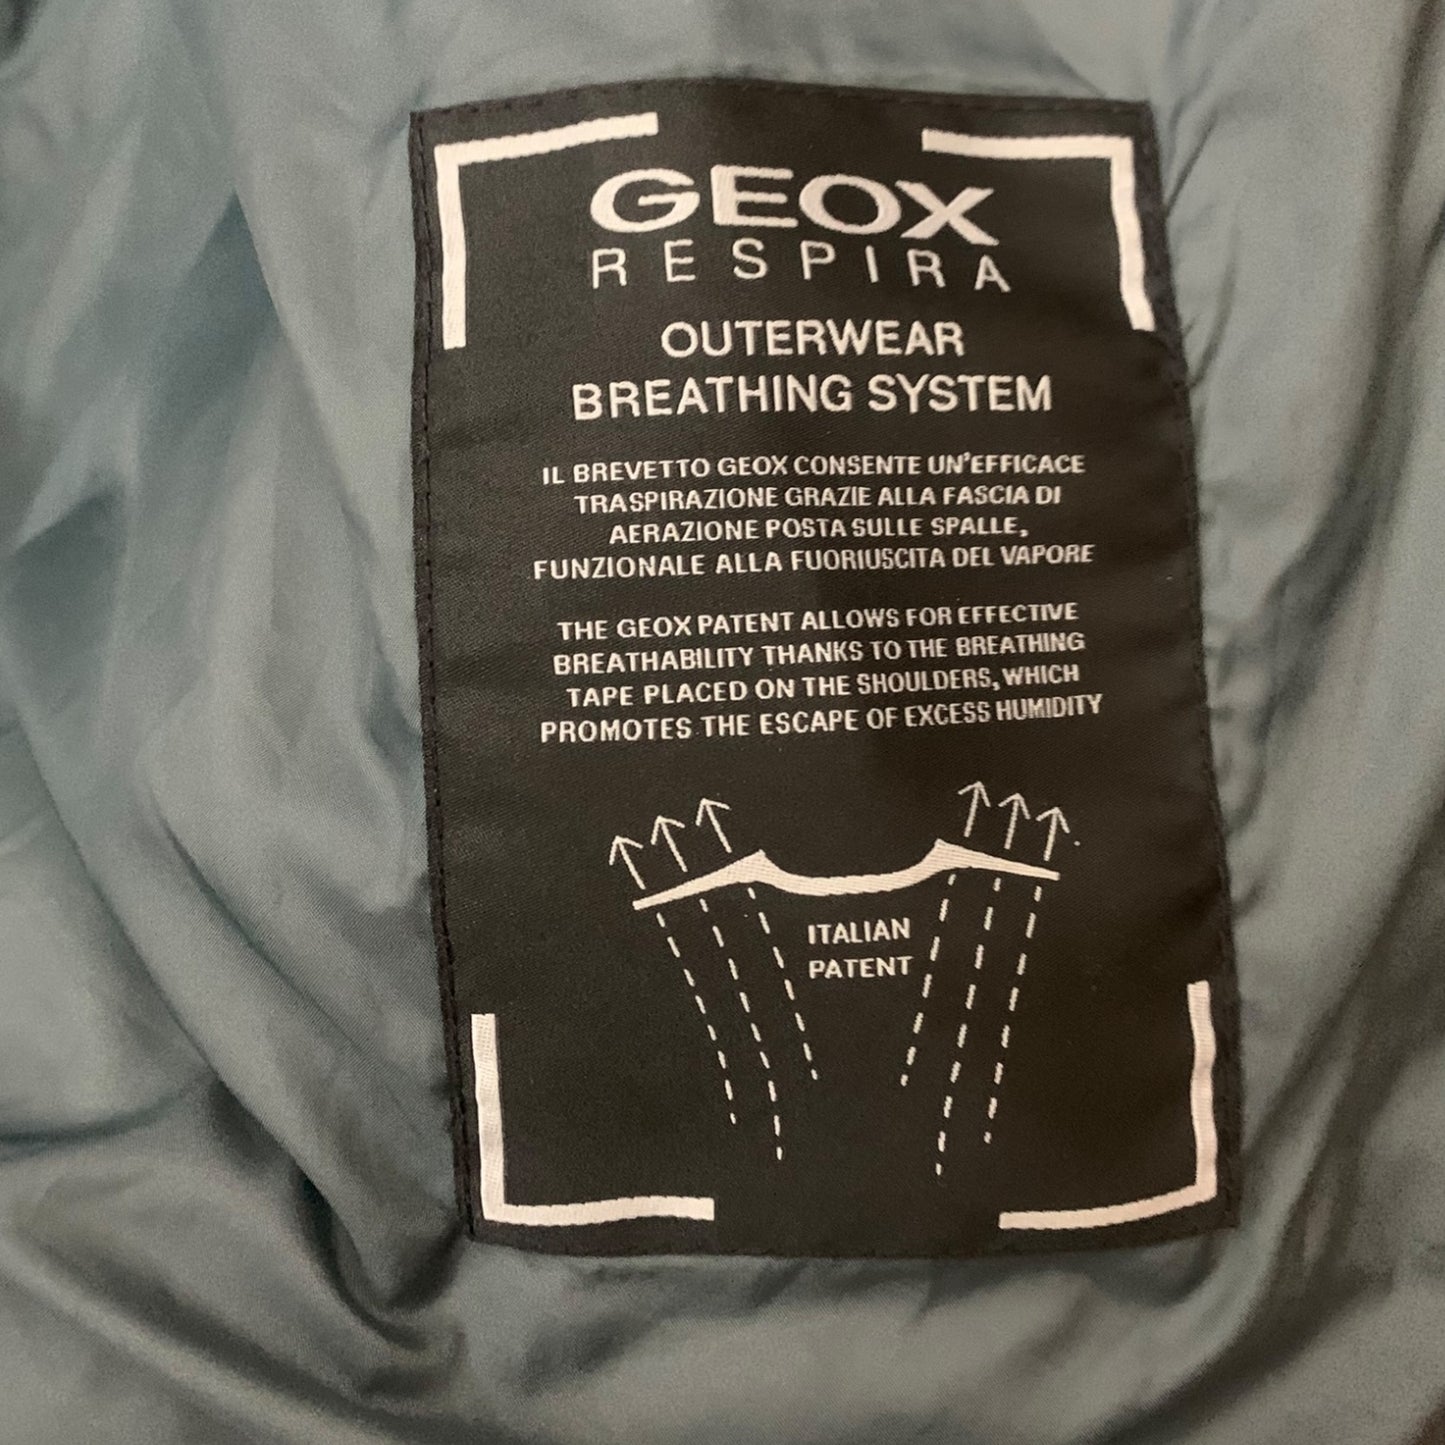 GEOX
RESPIRA
OUTERWEAR
BREATHING SYSTEM
IL BREVETTO GEOX CONSENTE UN'EFFICACE
TRASPIRAZIONE GRAZIE ALLA FASCIA DI
AERAZIONE POSTA SULLE SPALLE,
FUNZIONALE ALLA FUORIUSCITA DEL VAPORE
THE GEOX PATENT ALLOWS FOR EFFECTIVE
BREATHABILITY THANKS TO THE BREATHING
TAPE PLACED ON THE SHOULDERS, WHICH
PROMOTES THE ESCAPE OF EXCESS HUMIDITY
ITALIAN
PATENT